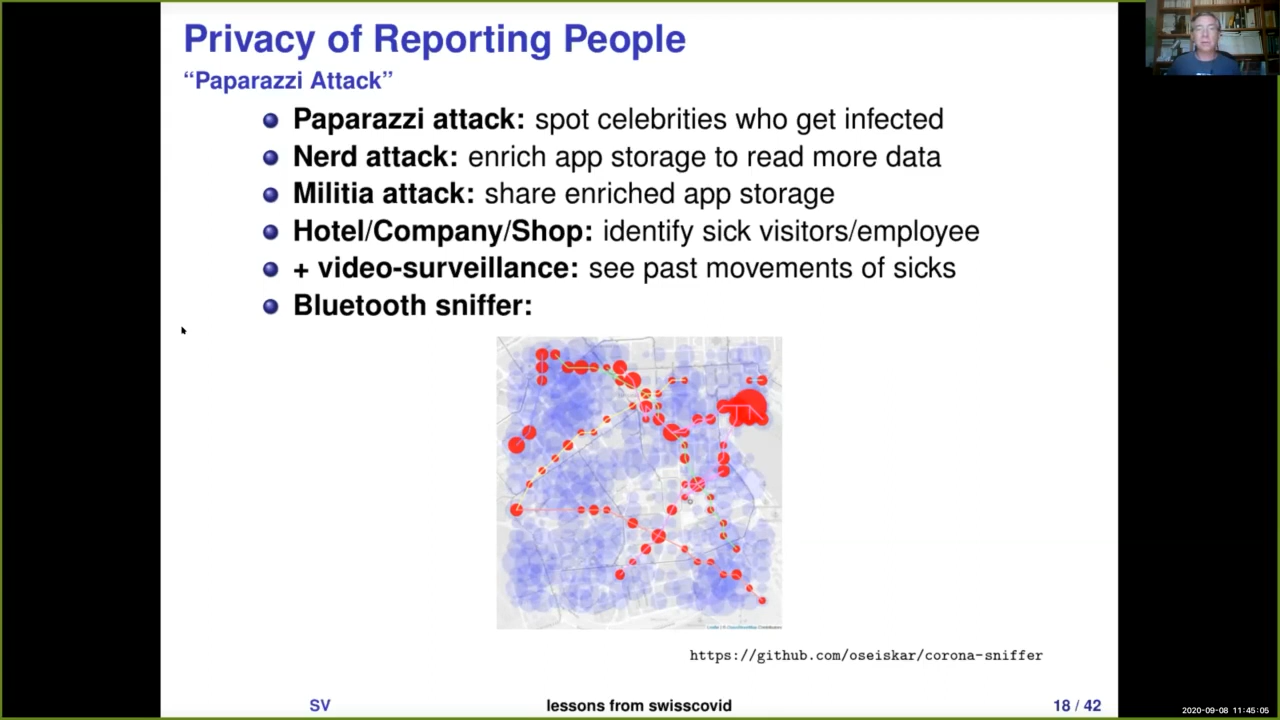 Privacy of Reporting People
“Paparazzi Attack”
Paparazzi attack: spot celebrities who get infected
Nerd attack: enrich app storage to read more data
Militia attack: share enriched app storage
Hotel/Company/Shop: identify sick visitors/employee
+ video-surveillance: see past movements of sicks
Bluetooth sniffer:
https://github.com/oseiskar/corona-sniffer
SV lessons from swisscovid 18 / 42
2020-09-08 11:45:05